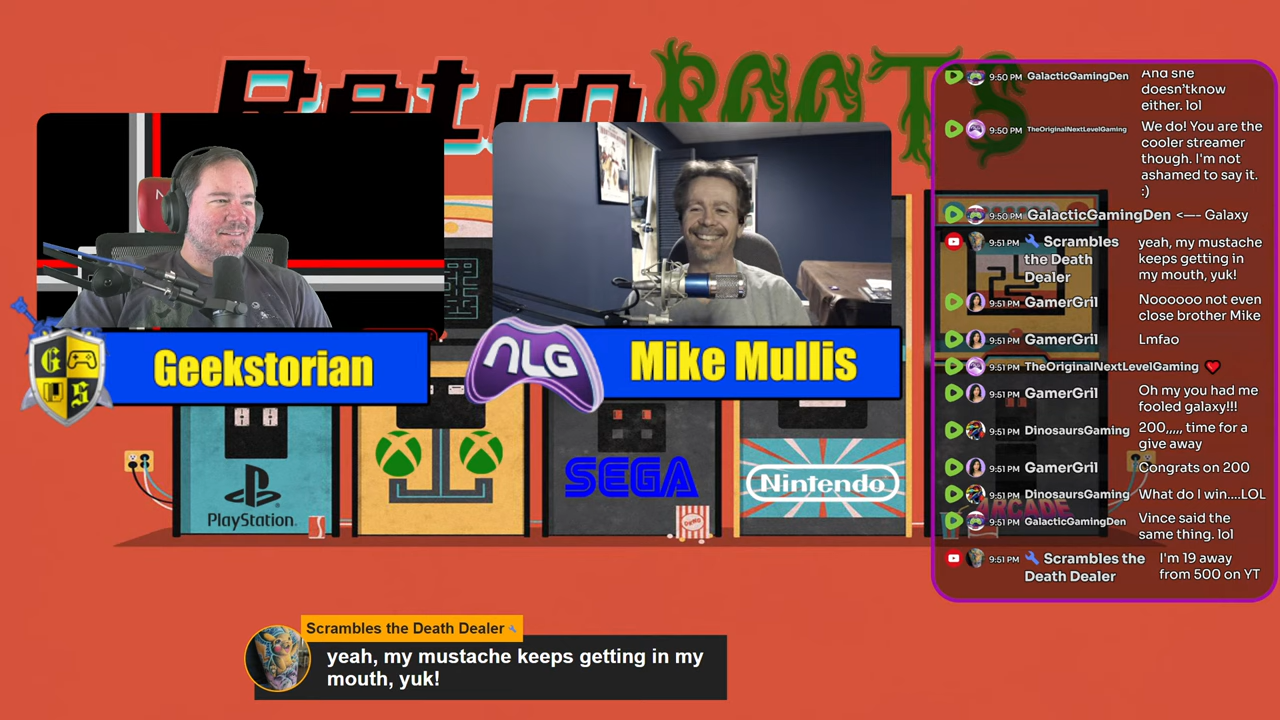 Retro ROOTS
Geekstorian
G
U S
NLG
Mike Mullis
PlayStation
SEGA
Nintendo
ARCADE
9:50 PM GalacticGamingDen And she
doesn'tknow
either. lol
9:50 PM TheOriginalNextLevelGaming We do! You are the
cooler streamer
though. I'm not
ashamed to say it.
:)
9:50 PM GalacticGamingDen <—- Galaxy
9:51 PM Scrambles
the Death
Dealer
yeah, my mustache
keeps getting in
my mouth, yuk!
9:51 PM GamerGril Noooooo not even
close brother Mike
9:51 PM GamerGril Lmfao
9:51 PM TheOriginalNextLevelGaming ❤️
9:51 PM GamerGril Oh my you had me
fooled galaxy!!!
9:51 PM DinosaursGaming 200,,,,, time for a
give away
9:51 PM GamerGril Congrats on 200
9:51 PM DinosaursGaming What do I win....LOL
9:51 PM GalacticGamingDen Vince said the
same thing. lol
9:51 PM Scrambles the
Death Dealer
I'm 19 away
from 500 on YT
Scrambles the Death Dealer
yeah, my mustache keeps getting in my
mouth, yuk!